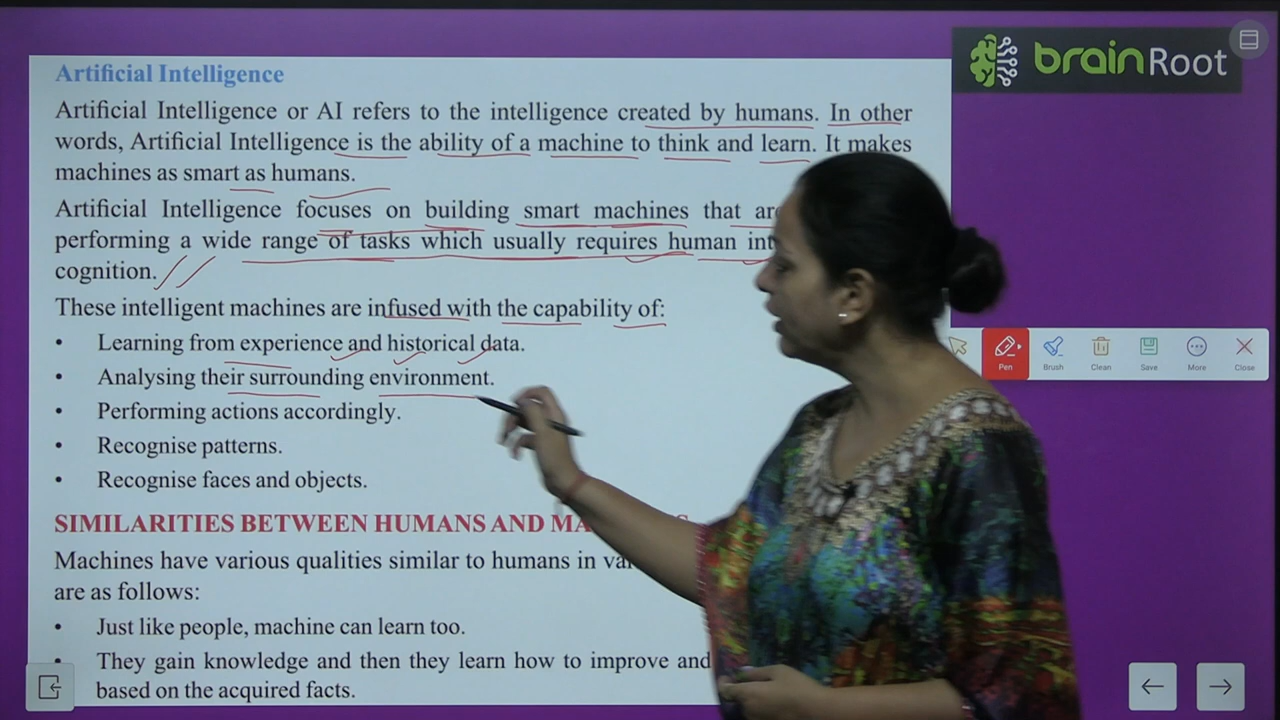 brainRoot
Artificial Intelligence
Artificial Intelligence or AI refers to the intelligence created by humans. In other
words, Artificial Intelligence is the ability of a machine to think and learn. It makes
machines as smart as humans.
Artificial Intelligence focuses on building smart machines that
performing a wide range of tasks which usually requires human
cognition.
These intelligent machines are infused with the capability of:
• Learning from experience and historical data.
• Analysing their surrounding environment.
• Performing actions accordingly.
• Recognise patterns.
• Recognise faces and objects.
SIMILARITIES BETWEEN HUMANS AND
Machines have various qualities similar to humans in
are as follows:
• Just like people, machine can learn too.
• They gain knowledge and then they learn how to improve and
based on the acquired facts.
Pen
Brush
Clean
Save
More
Close